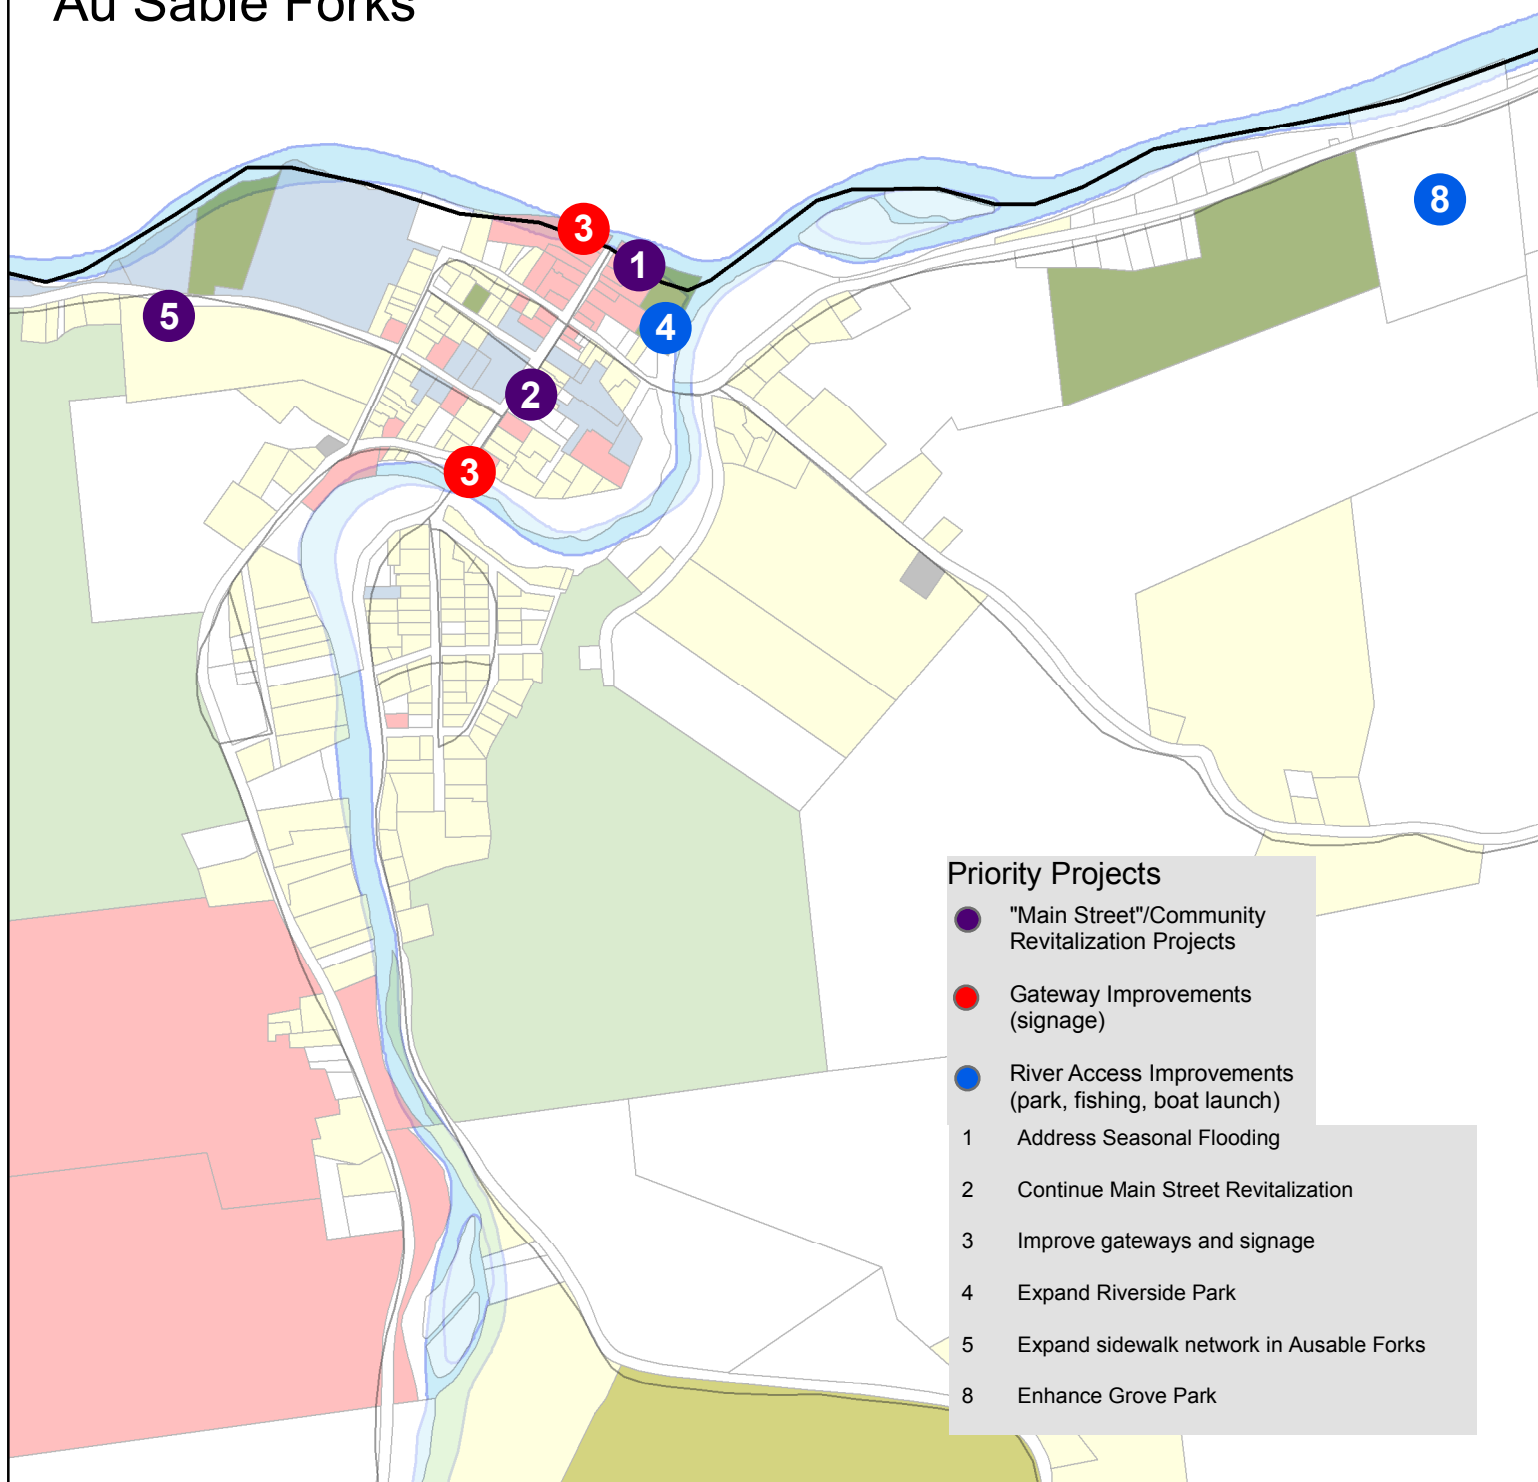 Au Sable Forks
8
3
1
5
4
2
3
Priority Projects
"Main Street"/Community
Revitalization Projects
Gateway Improvements
(signage)
River Access Improvements
(park, fishing, boat launch)
1 Address Seasonal Flooding
2 Continue Main Street Revitalization
3 Improve gateways and signage
4 Expand Riverside Park
5 Expand sidewalk network in Ausable Forks
8 Enhance Grove Park